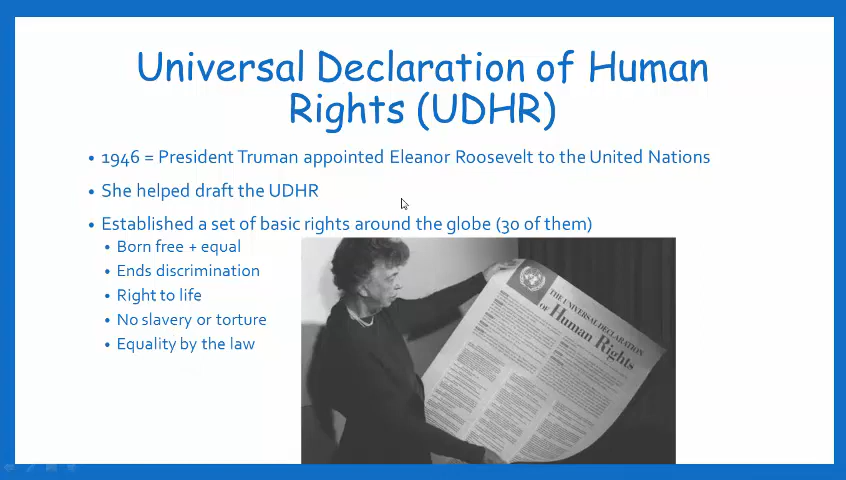 Universal Declaration of Human
Rights (UDHR)
• 1946 = President Truman appointed Eleanor Roosevelt to the United Nations
• She helped draft the UDHR
• Established a set of basic rights around the globe (30 of them)
• Born free + equal
• Ends discrimination
• Right to life
• No slavery or torture
• Equality by the law
THE UNIVERSAL DECLARATION
OF Human Rights